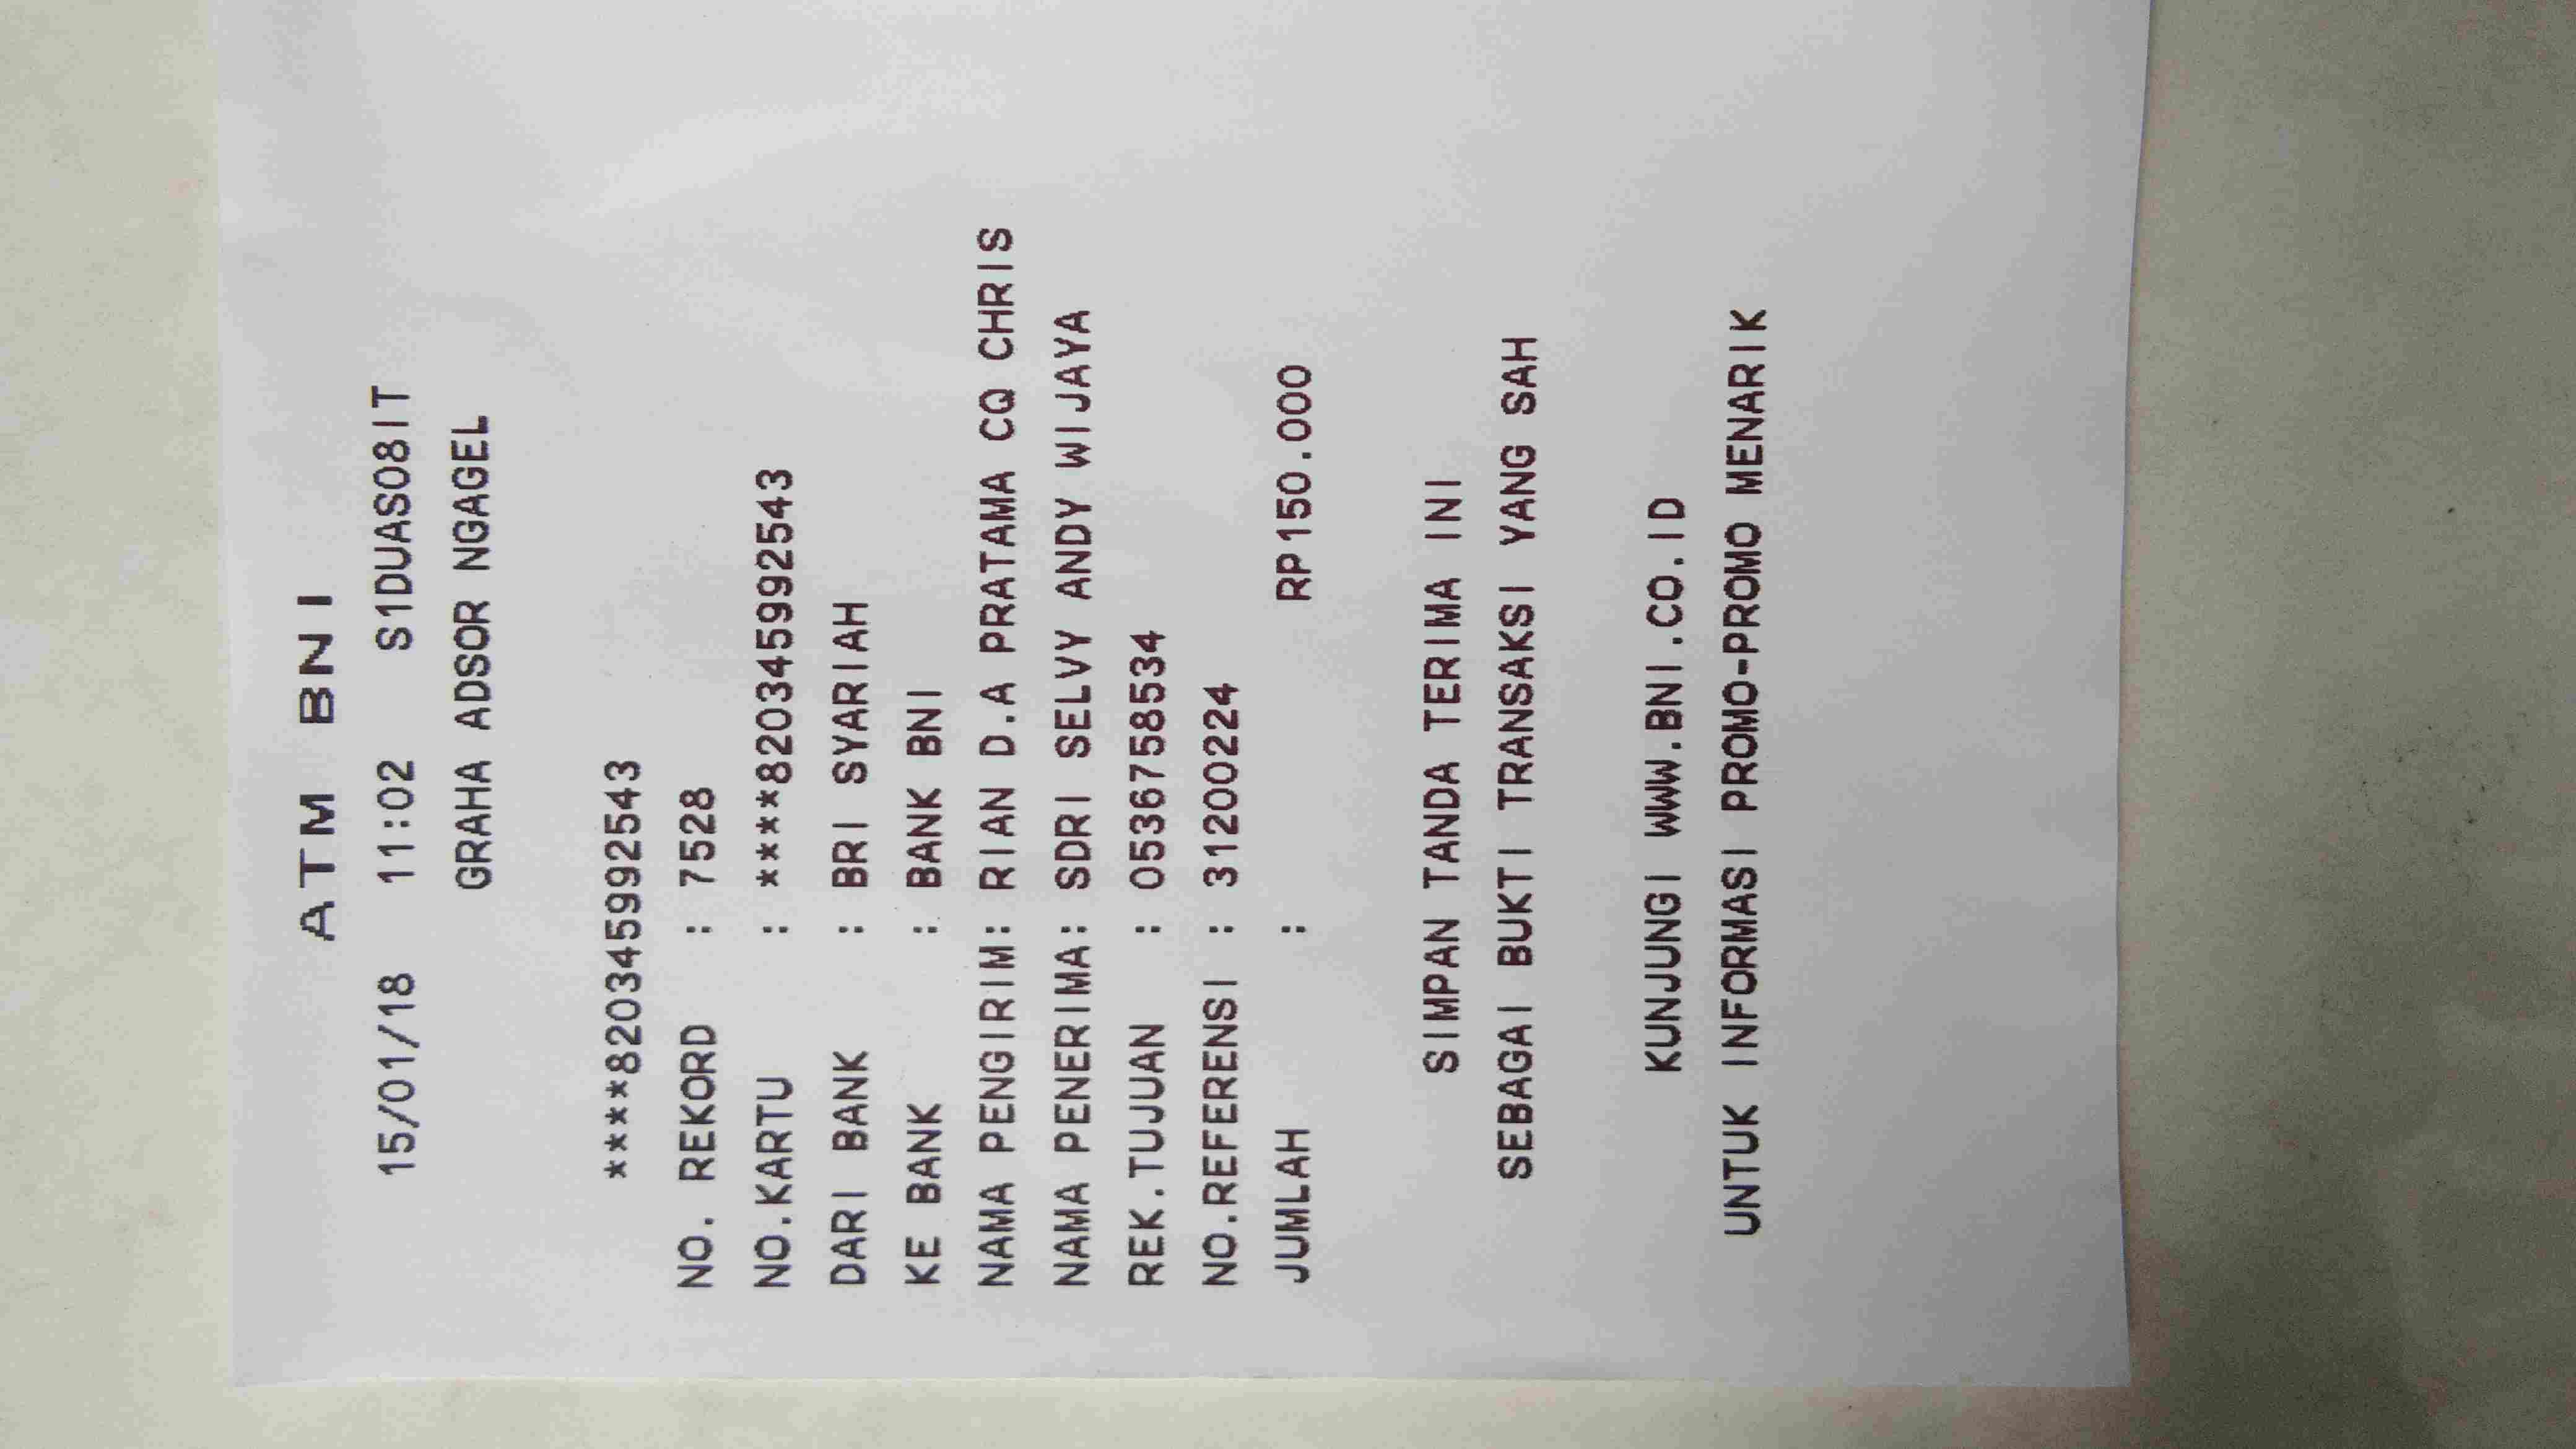 ATM BNI
15/01/18 11:02 S1DUAS08IT
GRAHA ADSOR NGAGEL
****8203459992543
NO. REKORD : 7528
NO.KARTU : ****8203459992543
DARI BANK : BRI SYARIAH
KE BANK : BANK BNI
NAMA PENGIRIM: RIAN D.A PRATAMA CQ CHRIS
NAMA PENERIMA: SDRI SELVY ANDY WIJAYA
REK.TUJUAN : 0536758534
NO.REFERENSI : 31200224
JUMLAH : RP150.000
SIMPAN TANDA TERIMA INI
SEBAGAI BUKTI TRANSAKSI YANG SAH
KUNJUNGI WWW.BNI.CO.ID
UNTUK INFORMASI PROMO-PROMO MENARIK